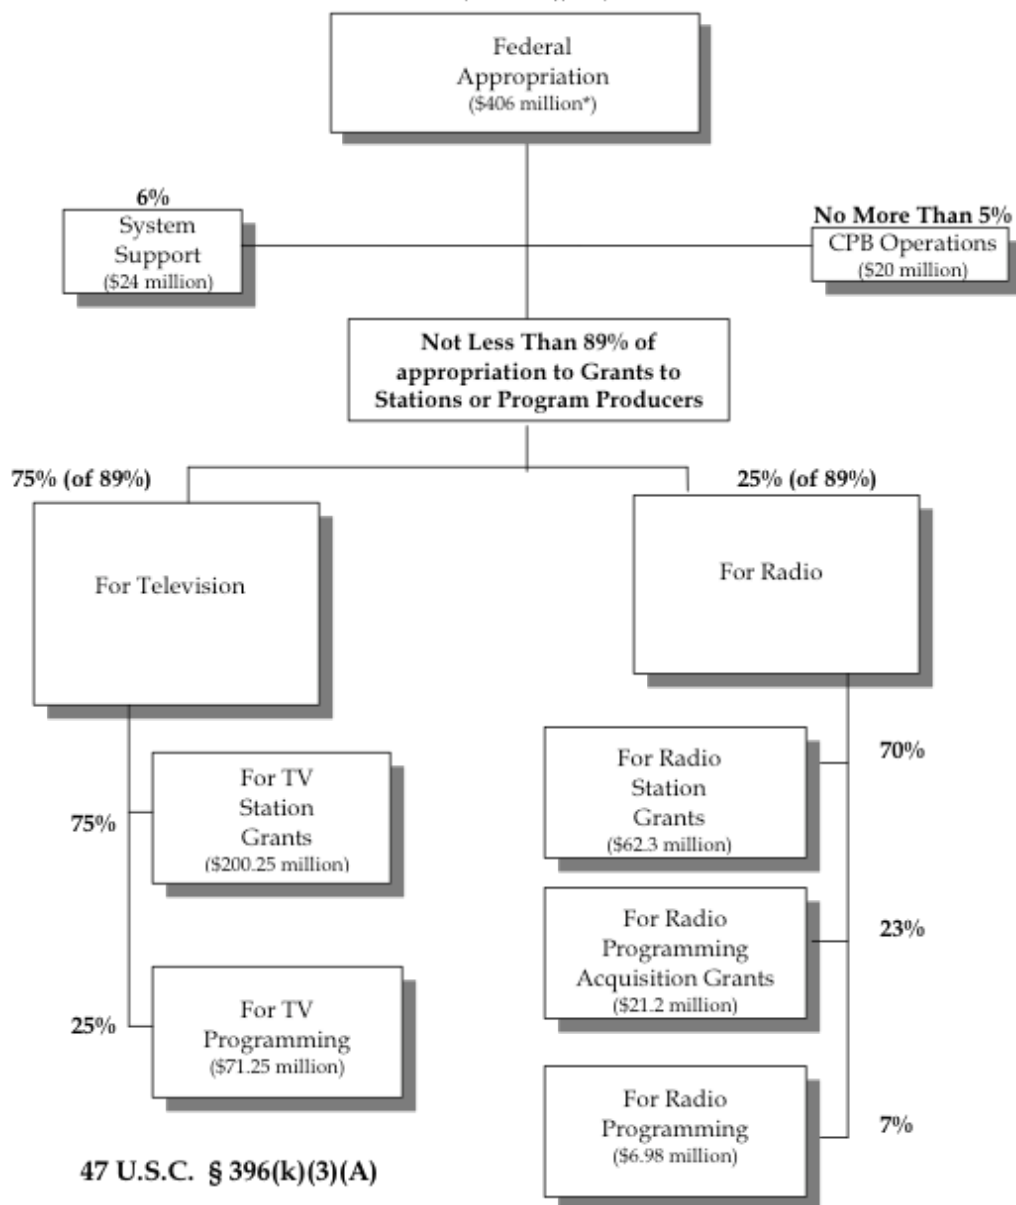 Federal
Appropriation
($406 million*)
6%
System
Support
($24 million)
No More Than 5%
CPB Operations
($20 million)
Not Less Than 89% of
appropriation to Grants to
Stations or Program Producers
75% (of 89%)
25% (of 89%)
For Television
For Radio
75%
For TV
Station
Grants
($200.25 million)
25%
For TV
Programming
($71.25 million)
For Radio
Station
Grants
($62.3 million)
70%
For Radio
Programming
Acquisition Grants
($21.2 million)
23%
For Radio
Programming
($6.98 million)
7%
47 U.S.C. § 396(k)(3)(A)